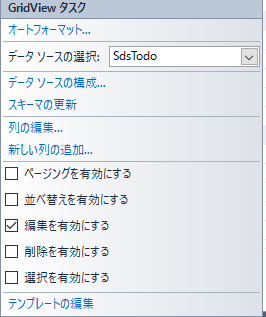 GridView タスク
オートフォーマット...
データ ソースの選択: SdsTodo
データ ソースの構成...
スキーマの更新
列の編集...
新しい列の追加...
ページングを有効にする
並べ替えを有効にする
編集を有効にする
削除を有効にする
選択を有効にする
テンプレートの編集